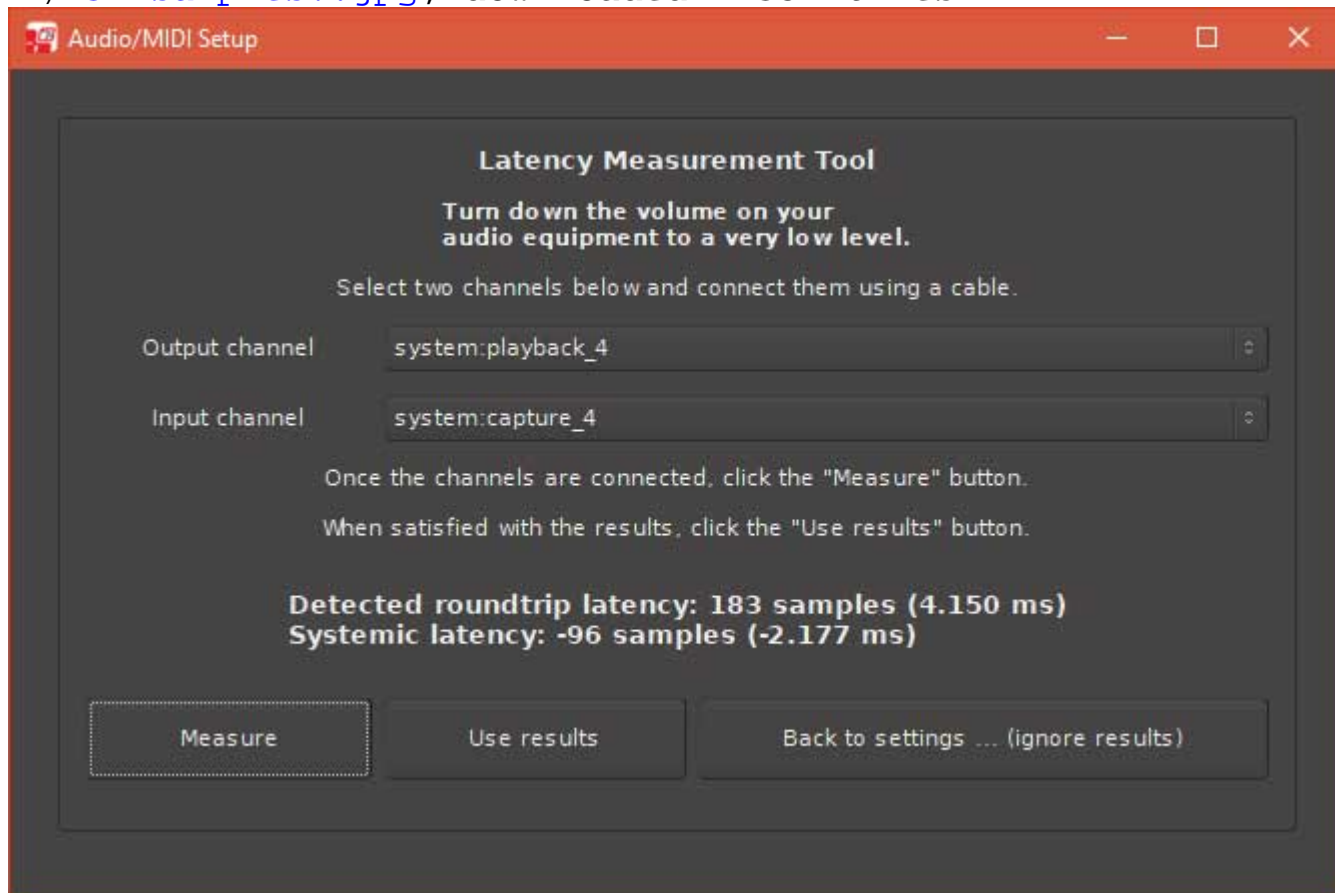 Audio/MIDI Setup
Latency Measurement Tool
Turn down the volume on your
audio equipment to a very low level.
Select two channels below and connect them using a cable.
Output channel system:playback_4
Input channel system:capture_4
Once the channels are connected, click the "Measure" button.
When satisfied with the results, click the "Use results" button.
Detected roundtrip latency: 183 samples (4.150 ms)
Systemic latency: -96 samples (-2.177 ms)
Measure Use results Back to settings ... (ignore results)